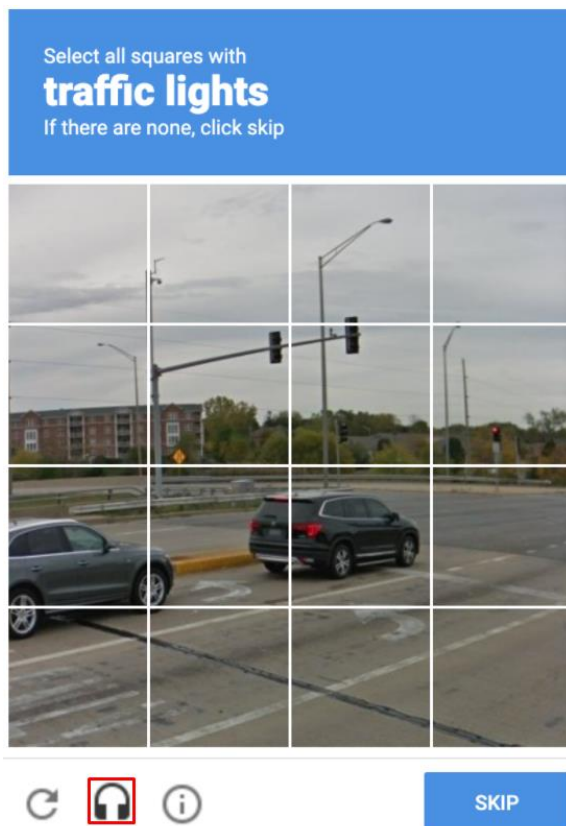 Select all squares with
traffic lights
If there are none, click skip
SKIP